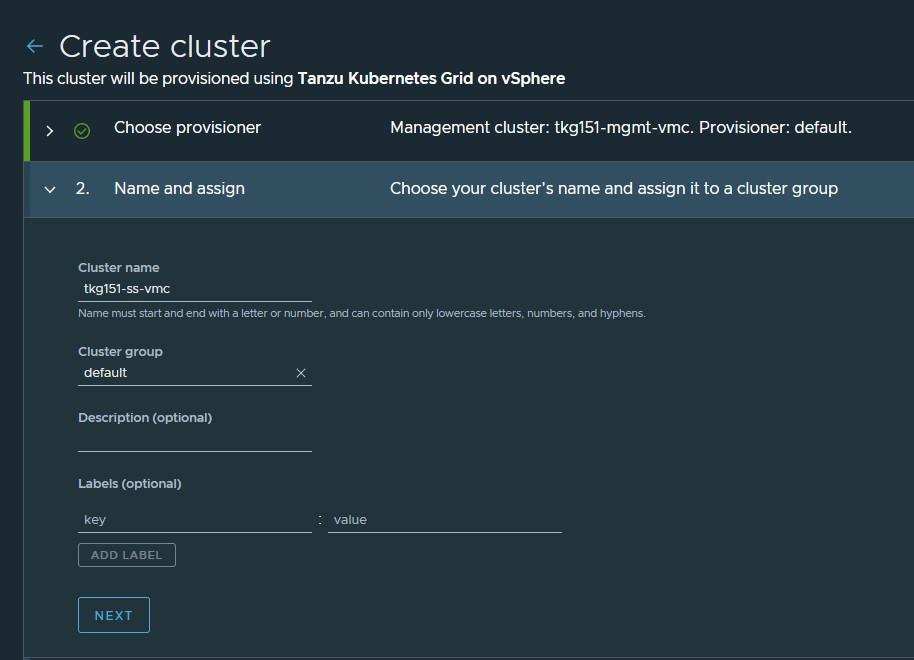 Create cluster
This cluster will be provisioned using Tanzu Kubernetes Grid on vSphere
Choose provisioner Management cluster: tkg151-mgmt-vmc. Provisioner: default.
2. Name and assign Choose your cluster's name and assign it to a cluster group
Cluster name
tkg151-ss-vmc
Name must start and end with a letter or number, and can contain only lowercase letters, numbers, and hyphens.
Cluster group
default
Description (optional)
Labels (optional)
key : value
ADD LABEL
NEXT